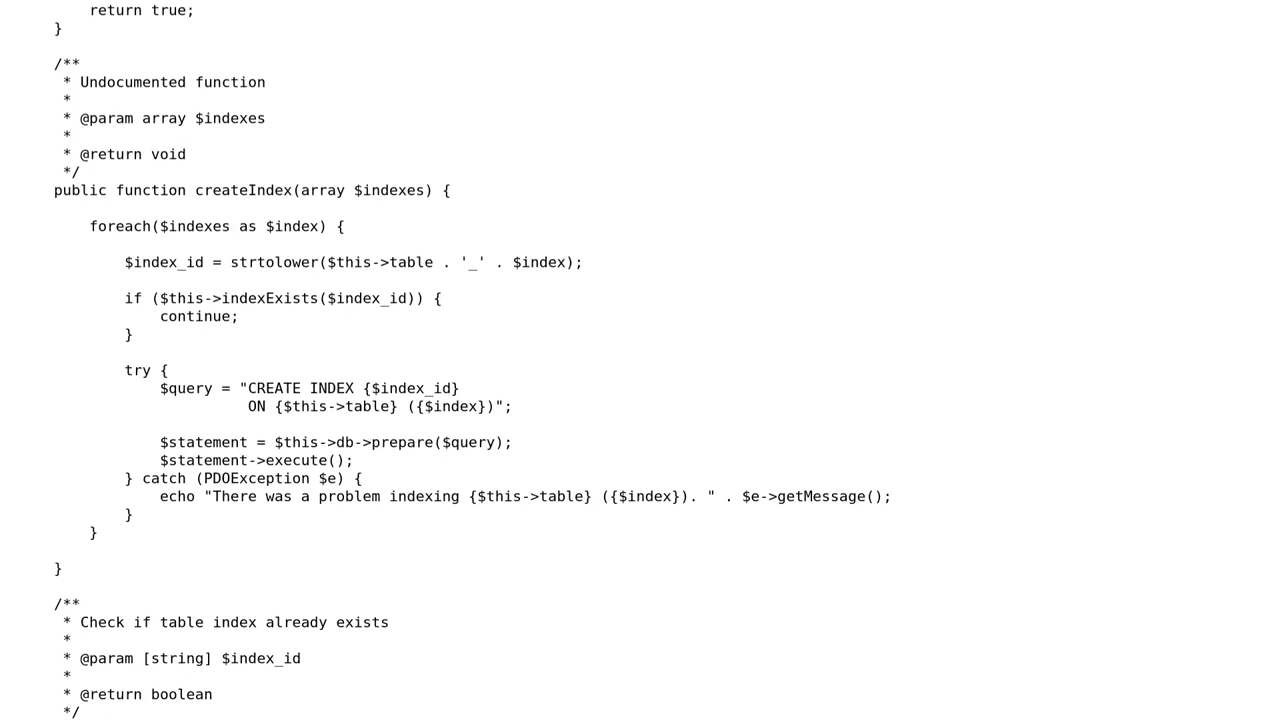 return true;
}
/**
* Undocumented function
*
* @param array $indexes
*
* @return void
*/
public function createIndex(array $indexes) {
foreach($indexes as $index) {
$index_id = strtolower($this->table . '_' . $index);
if ($this->indexExists($index_id)) {
continue;
}
try {
$query = "CREATE INDEX {$index_id}
ON {$this->table} ({$index})";
$statement = $this->db->prepare($query);
$statement->execute();
} catch (PDOException $e) {
echo "There was a problem indexing {$this->table} ({$index}). " . $e->getMessage();
}
}
}
/**
* Check if table index already exists
*
* @param [string] $index_id
*
* @return boolean
*/